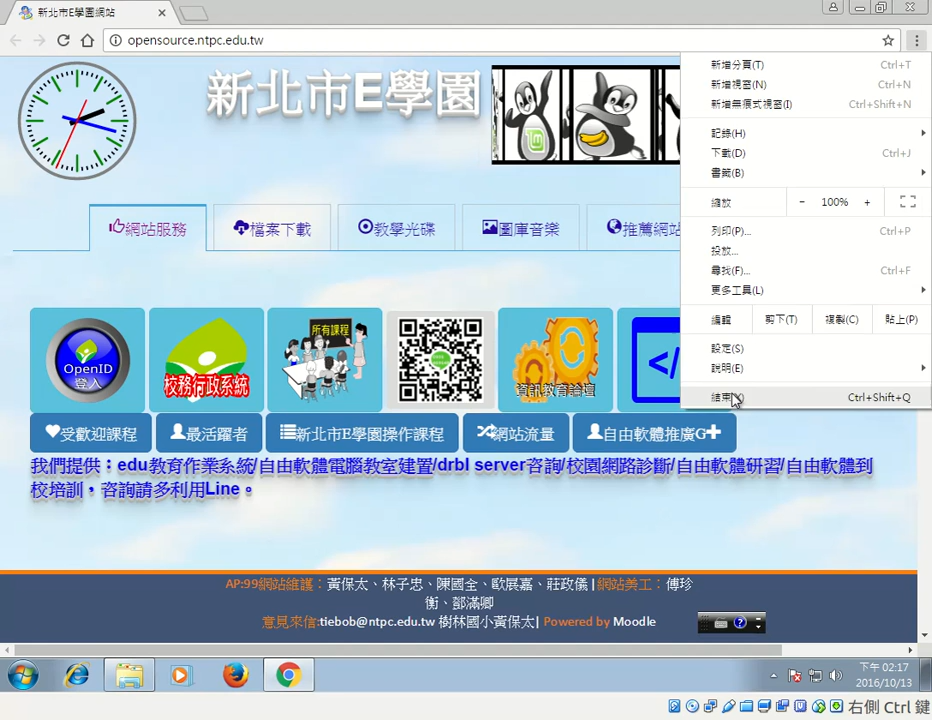 新北市E學園網站
opensource.ntpc.edu.tw
新北市E學園
新增分頁(T) Ctrl+T
新增視窗(N) Ctrl+N
新增無痕式視窗(I) Ctrl+Shift+N
記錄(H)
下載(D) Ctrl+J
書籤(B)
縮放 - 100% +
列印(P)... Ctrl+P
投放...
尋找(F)... Ctrl+F
更多工具(L)
編輯 剪下(T) 複製(C) 貼上(P)
設定(S)
說明(E)
結束 Ctrl+Shift+Q
網站服務 檔案下載 教學光碟 圖庫音樂 推薦網站
OpenID
登入
校務行政系統
所有課程
資訊教育論壇
</>
受歡迎課程 最活躍者 新北市E學園操作課程 網站流量 自由軟體推廣G+
我們提供：edu教育作業系統/自由軟體電腦教室建置/drbl server咨詢/校園網路診斷/自由軟體研習/自由軟體到
校培訓，咨詢請多利用Line。
AP:99網站維護：黃保太、林子忠、陳國全、歐展嘉、莊政儀|網站美工：傅珍
衡、鄧滿卿
意見來信:tiebob@ntpc.edu.tw 樹林國小黃保太| Powered by Moodle
下午 02:17
2016/10/13
右側 Ctrl 鍵